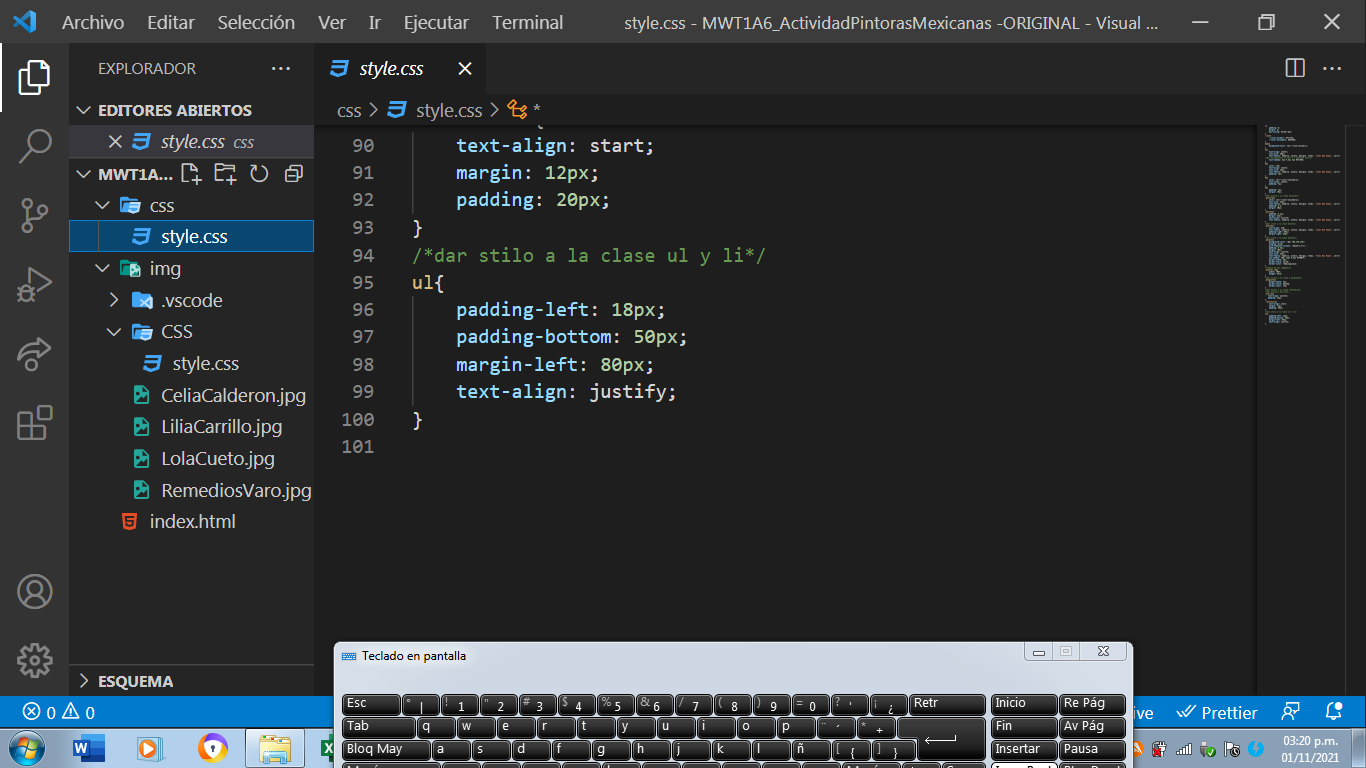 Archivo Editar Selección Ver Ir Ejecutar Terminal style.css - MWT1A6_ActividadPintorasMexicanas -ORIGINAL - Visual ...
EXPLORADOR ...
EDITORES ABIERTOS
style.css css
MWT1A...
css
style.css
img
.vscode
CSS
style.css
CeliaCalderon.jpg
LiliaCarrillo.jpg
LolaCueto.jpg
RemediosVaro.jpg
index.html
ESQUEMA
style.css
css > style.css > *
90 text-align: start;
91 margin: 12px;
92 padding: 20px;
93 }
94 /*dar stilo a la clase ul y li*/
95 ul{
96 padding-left: 18px;
97 padding-bottom: 50px;
98 margin-left: 80px;
99 text-align: justify;
100 }
101
Teclado en pantalla
Esc ° | ! 1 " 2 # 3 $ 4 % 5 & 6 / 7 ( 8 ) 9 = 0 ? ' ¡ ¿ Retr Inicio Re Pág
Tab q w e r t y u i o p ¨ ´ * + Fin Av Pág
Bloq May a s d f g h j k l ñ [ { ] } Insertar Pausa
0 0
ive Prettier
03:20 p.m.
01/11/2021